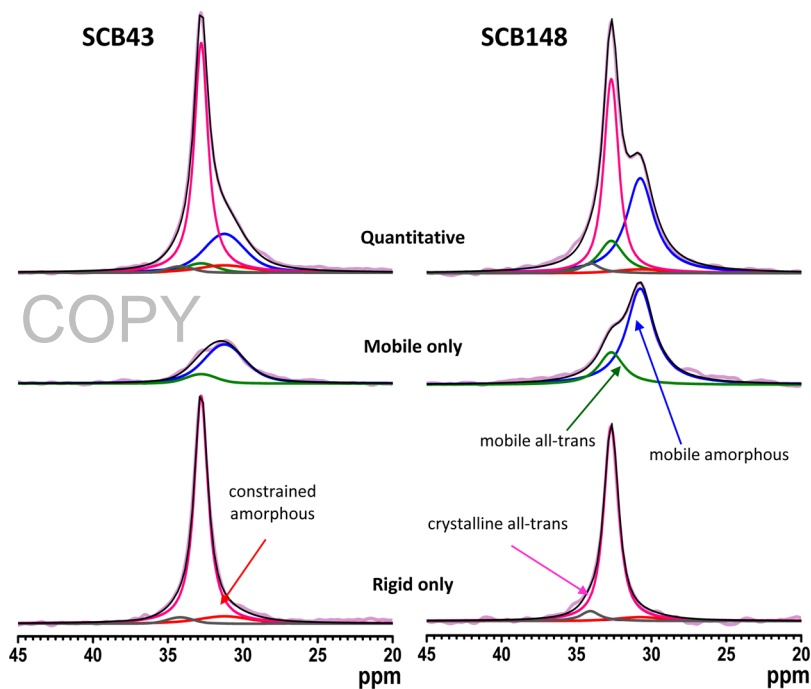 SCB43
SCB148
Quantitative
COPY
Mobile only
mobile all-trans
mobile amorphous
constrained
amorphous
crystalline all-trans
Rigid only
45 40 35 30 25 20
ppm
45 40 35 30 25 20
ppm